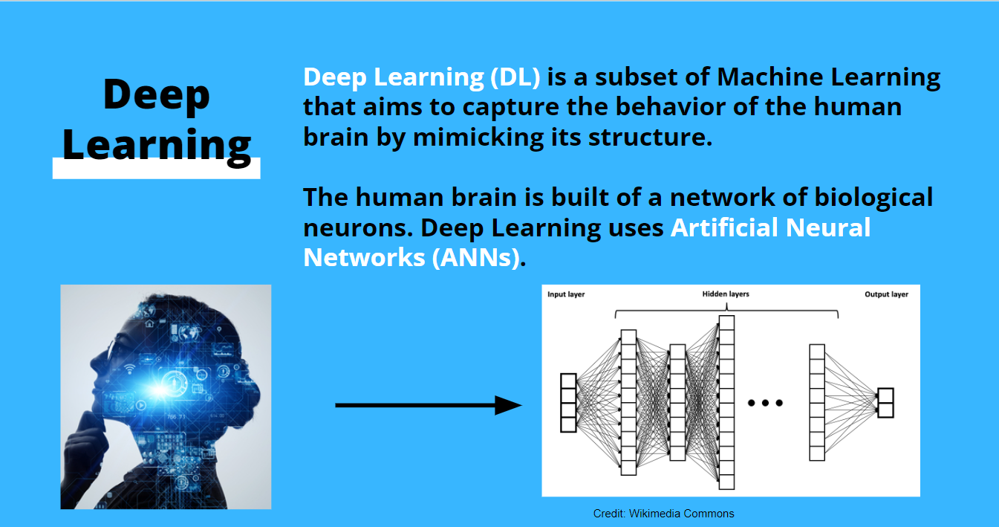 Deep
Learning
Deep Learning (DL) is a subset of Machine Learning
that aims to capture the behavior of the human
brain by mimicking its structure.
The human brain is built of a network of biological
neurons. Deep Learning uses Artificial Neural
Networks (ANNs).
766.71
Input layer
Hidden layers
Output layer
Credit: Wikimedia Commons